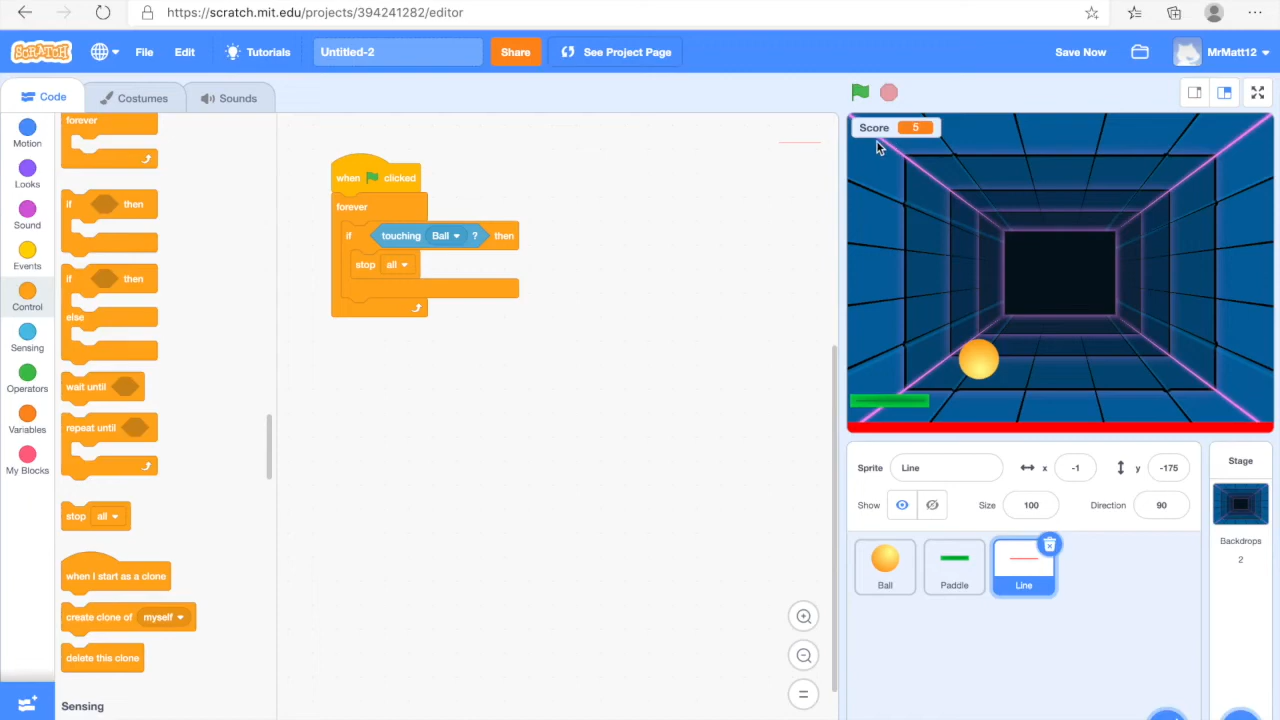 https://scratch.mit.edu/projects/394241282/editor
SCRATCH
File
Edit
Tutorials
Untitled-2
Share
See Project Page
Save Now
MrMatt12
Code
Costumes
Sounds
Motion
Looks
Sound
Events
Control
Sensing
Operators
Variables
My Blocks
forever
if then
if then
else
wait until
repeat until
stop all
when I start as a clone
create clone of myself
delete this clone
Sensing
when clicked
forever
if touching Ball ? then
stop all
Score 5
Sprite Line x -1 y -175
Show Size 100 Direction 90
Ball
Paddle
Line
Stage
Backdrops
2